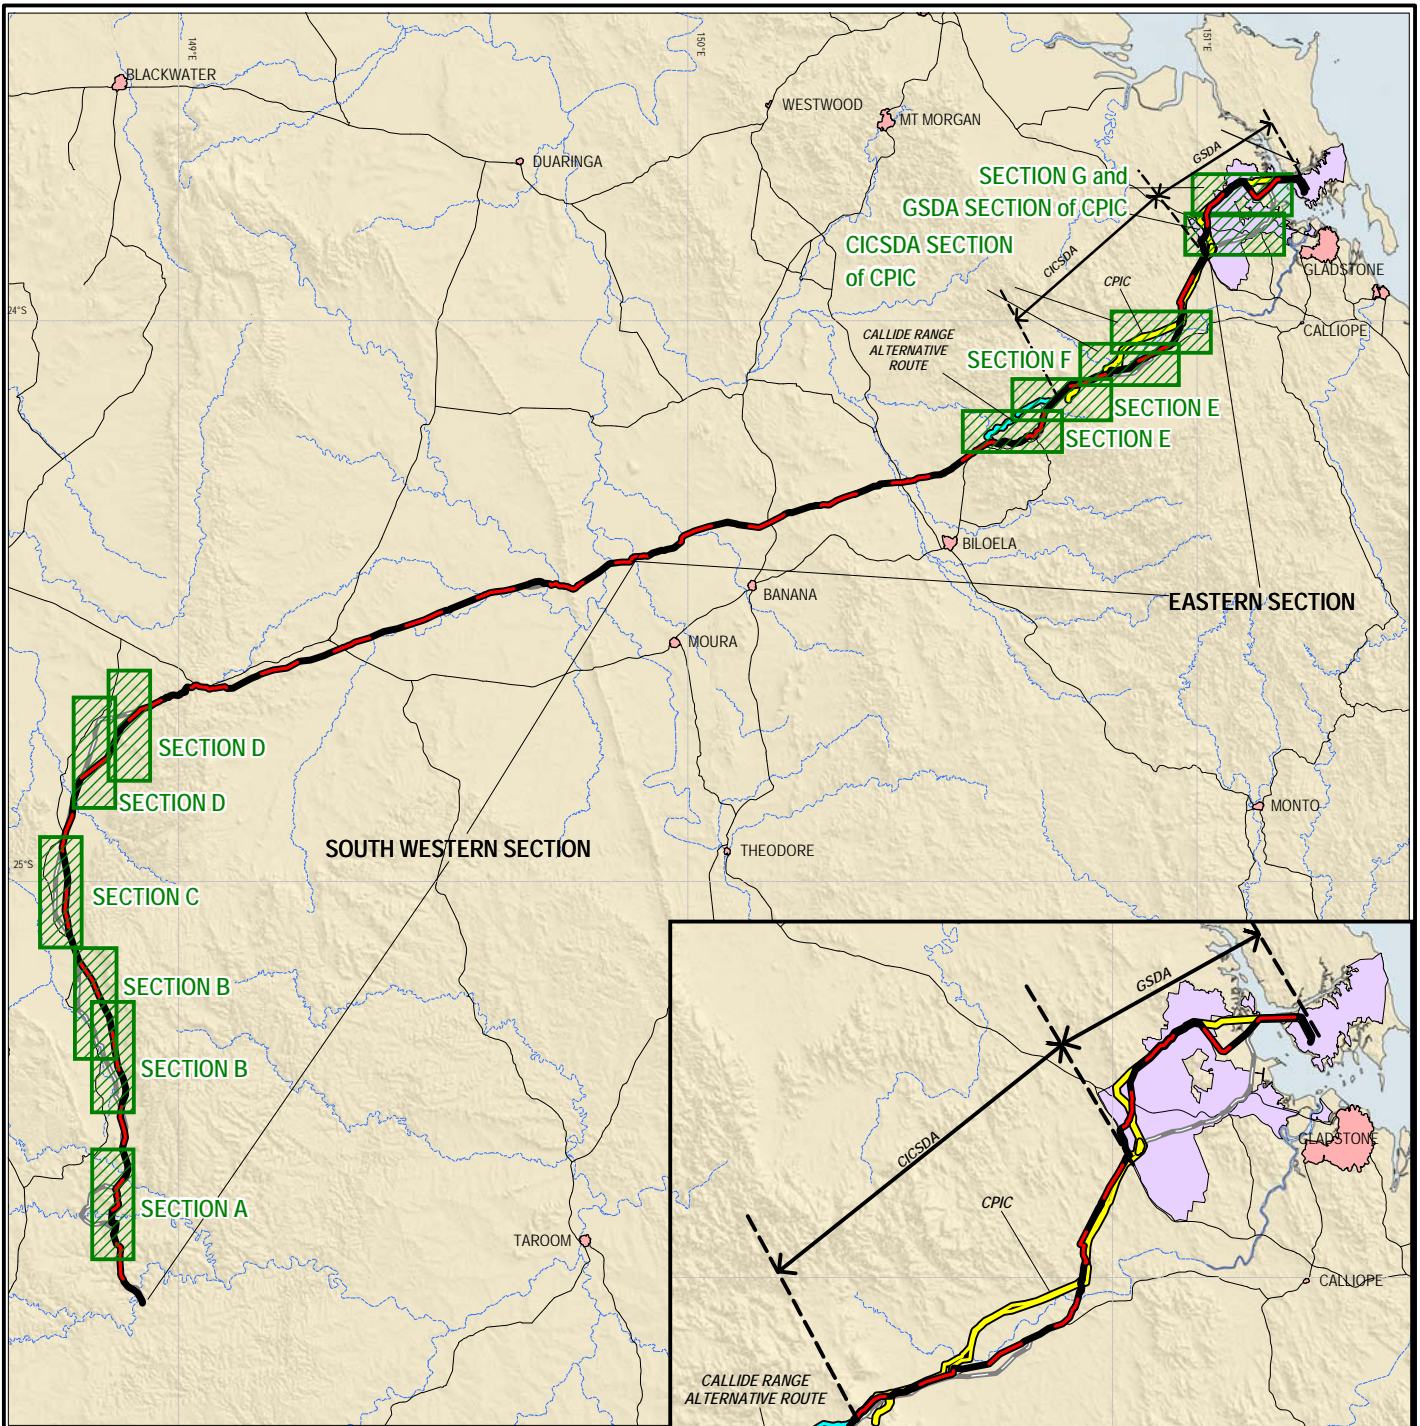 149°E
150°E
151°E
BLACKWATER
WESTWOOD
MT MORGAN
DUARINGA
GSDA
SECTION G and
GSDA SECTION of CPIC
CICSDA SECTION
of CPIC
CICSDA
GLADSTONE
CPIC
24°S
CALLIOPE
CALLIDE RANGE
ALTERNATIVE
ROUTE
SECTION F
SECTION E
SECTION E
BILOELA
BANANA
EASTERN SECTION
MOURA
SECTION D
SECTION D
MONTO
SOUTH WESTERN SECTION
THEODORE
25°S
SECTION C
SECTION B
SECTION B
SECTION A
TAROOM
GSDA
CICSDA
GLADSTONE
CPIC
CALLIOPE
CALLIDE RANGE
ALTERNATIVE ROUTE